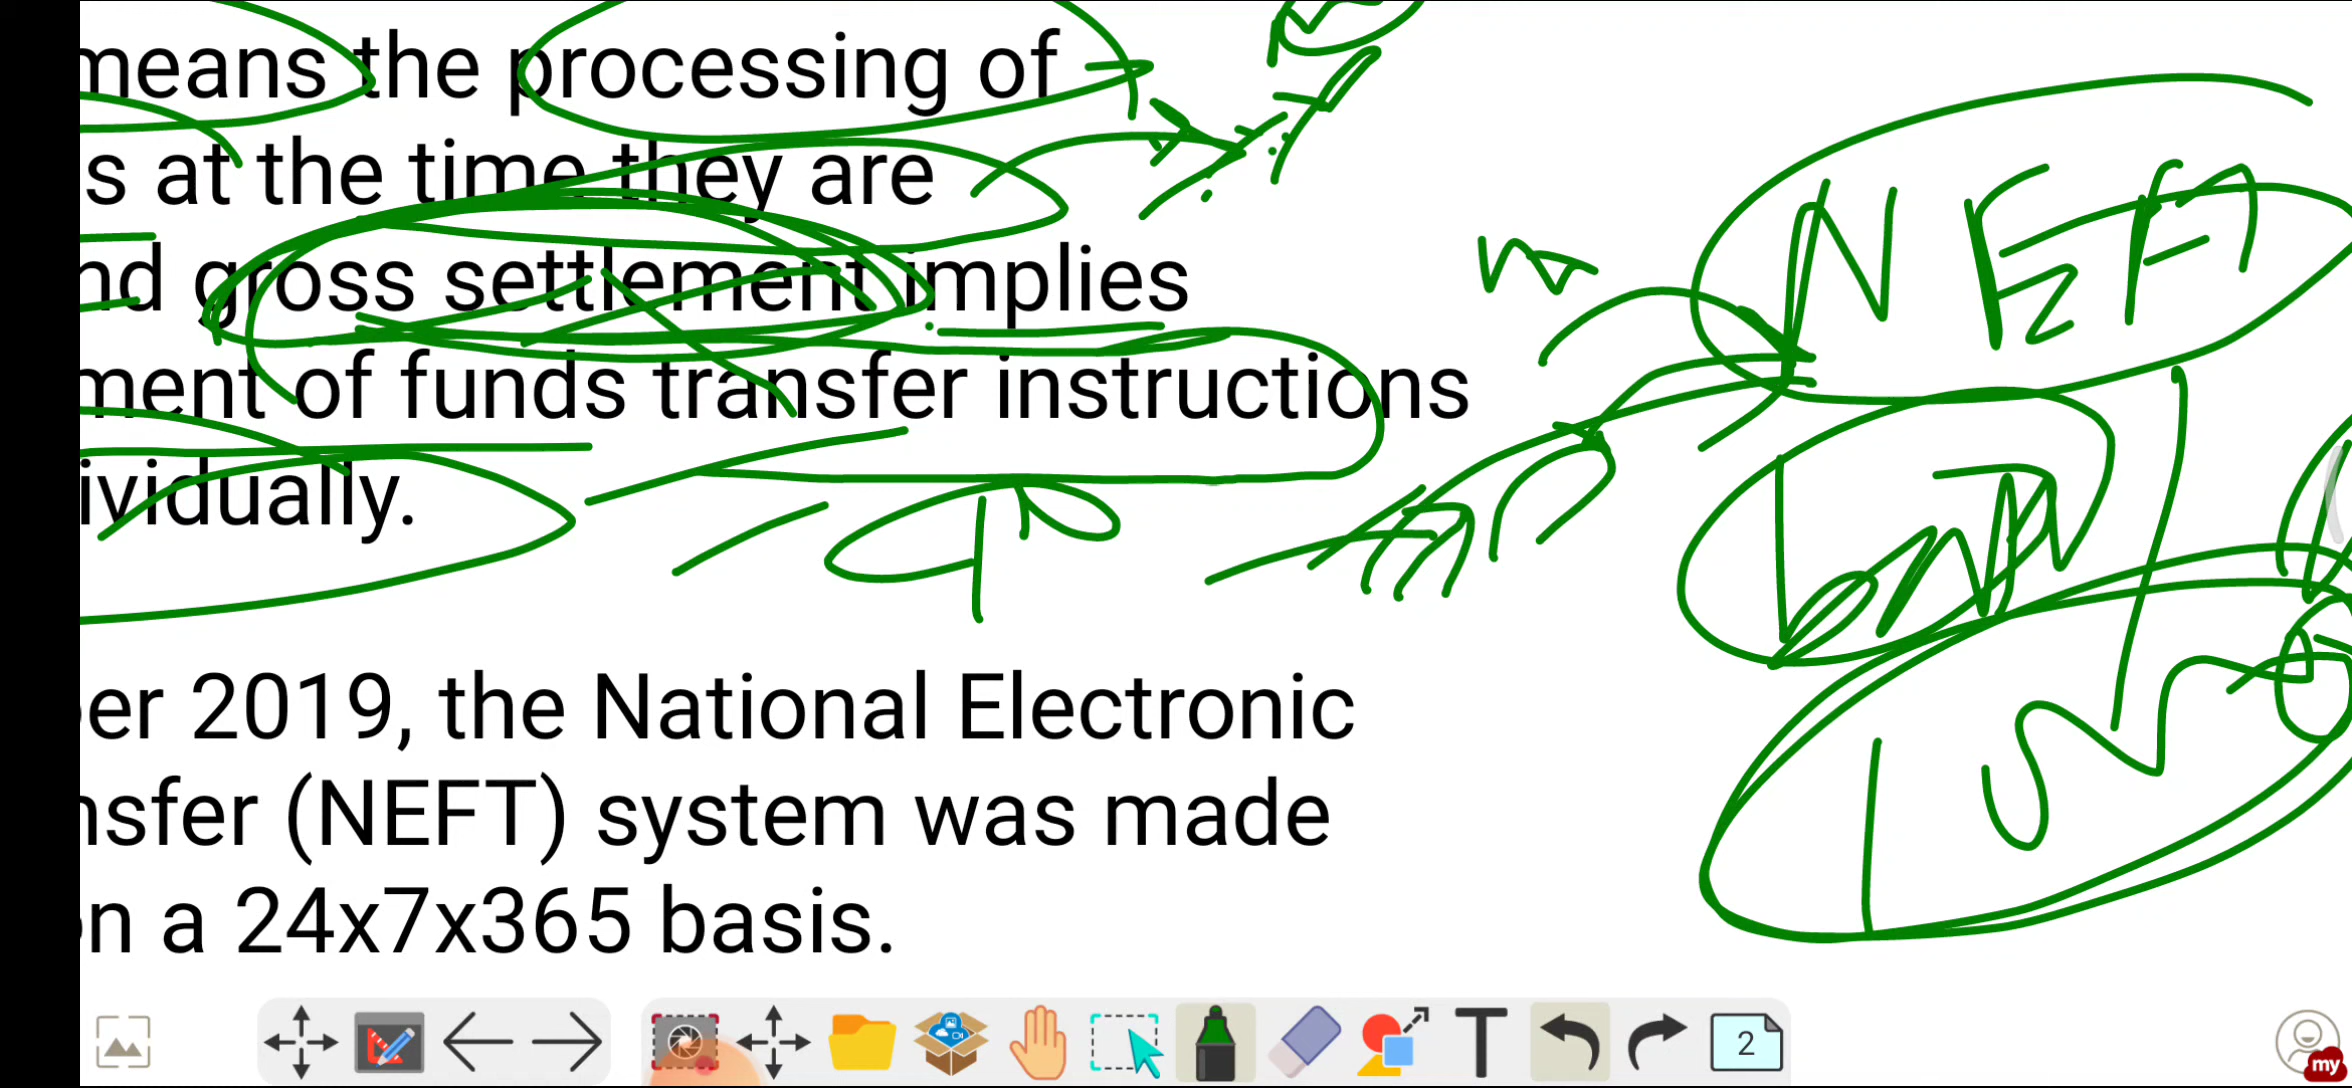 means the processing of
s at the time they are
nd gross settlement implies
ment of funds transfer instructions
ividually.
NEFT
er 2019, the National Electronic
nsfer (NEFT) system was made
n a 24x7x365 basis.
T
2
my